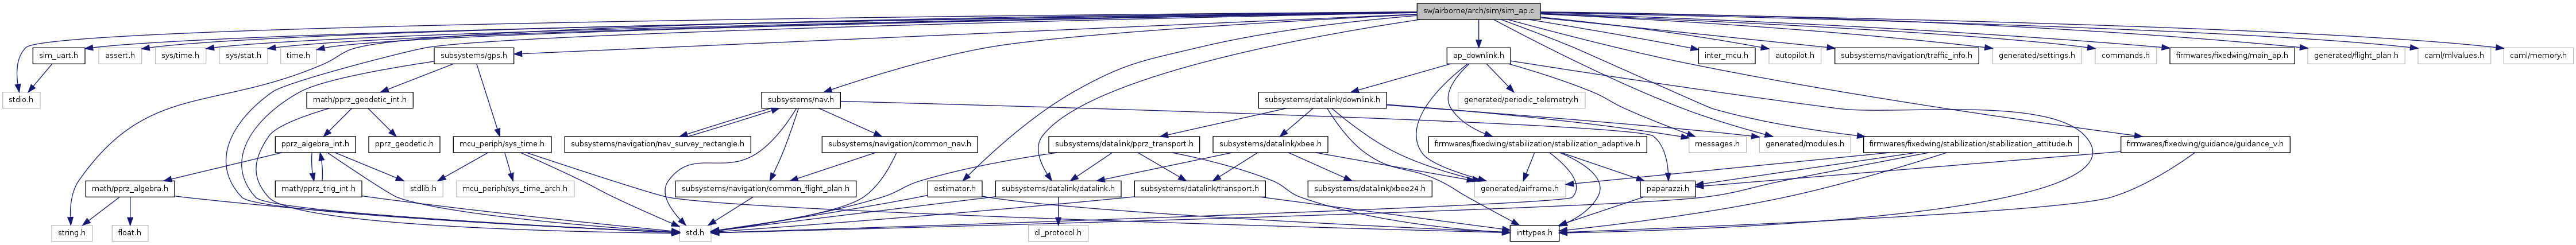 sw/airborne/arch/sim/sim_ap.c
sim_uart.h
assert.h
sys/time.h
sys/stat.h
time.h
subsystems/gps.h
ap_downlink.h
inter_mcu.h
autopilot.h
subsystems/navigation/traffic_info.h
generated/settings.h
commands.h
firmwares/fixedwing/main_ap.h
generated/flight_plan.h
caml/mlvalues.h
caml/memory.h
stdio.h
math/pprz_geodetic_int.h
subsystems/nav.h
subsystems/datalink/downlink.h
generated/periodic_telemetry.h
pprz_algebra_int.h
pprz_geodetic.h
mcu_periph/sys_time.h
subsystems/navigation/nav_survey_rectangle.h
subsystems/navigation/common_nav.h
subsystems/datalink/pprz_transport.h
subsystems/datalink/xbee.h
firmwares/fixedwing/stabilization/stabilization_adaptive.h
messages.h
generated/modules.h
firmwares/fixedwing/stabilization/stabilization_attitude.h
firmwares/fixedwing/guidance/guidance_v.h
math/pprz_algebra.h
math/pprz_trig_int.h
stdlib.h
mcu_periph/sys_time_arch.h
subsystems/navigation/common_flight_plan.h
estimator.h
subsystems/datalink/datalink.h
subsystems/datalink/transport.h
subsystems/datalink/xbee24.h
generated/airframe.h
paparazzi.h
string.h
float.h
std.h
dl_protocol.h
inttypes.h